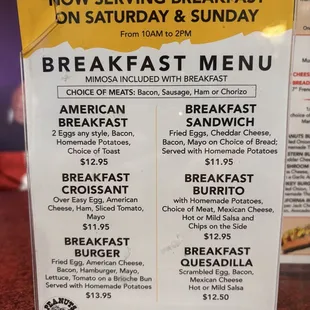 NOW SERVING BREAKFAST
ON SATURDAY & SUNDAY
From 10AM to 2PM
BREAKFAST MENU
MIMOSA INCLUDED WITH BREAKFAST
CHOICE OF MEATS: Bacon, Sausage, Ham or Chorizo
AMERICAN
BREAKFAST
2 Eggs any style, Bacon,
Homemade Potatoes,
Choice of Toast
$12.95
BREAKFAST
CROISSANT
Over Easy Egg, American
Cheese, Ham, Sliced Tomato,
Mayo
$11.95
BREAKFAST
BURGER
Fried Egg, American Cheese,
Bacon, Hamburger, Mayo,
Lettuce, Tomato on a Brioche Bun
Served with Homemade Potatoes
$13.95
BREAKFAST
SANDWICH
Fried Eggs, Cheddar Cheese,
Bacon, Mayo on Choice of Bread;
Served with Homemade Potatoes
$11.95
BREAKFAST
BURRITO
with Homemade Potatoes,
Choice of Meat, Mexican Cheese,
Hot or Mild Salsa and
Chips on the Side
$12.95
BREAKFAST
QUESADILLA
Scrambled Egg, Bacon,
Mexican Cheese
Hot or Mild Salsa
$12.50
PEANUTS